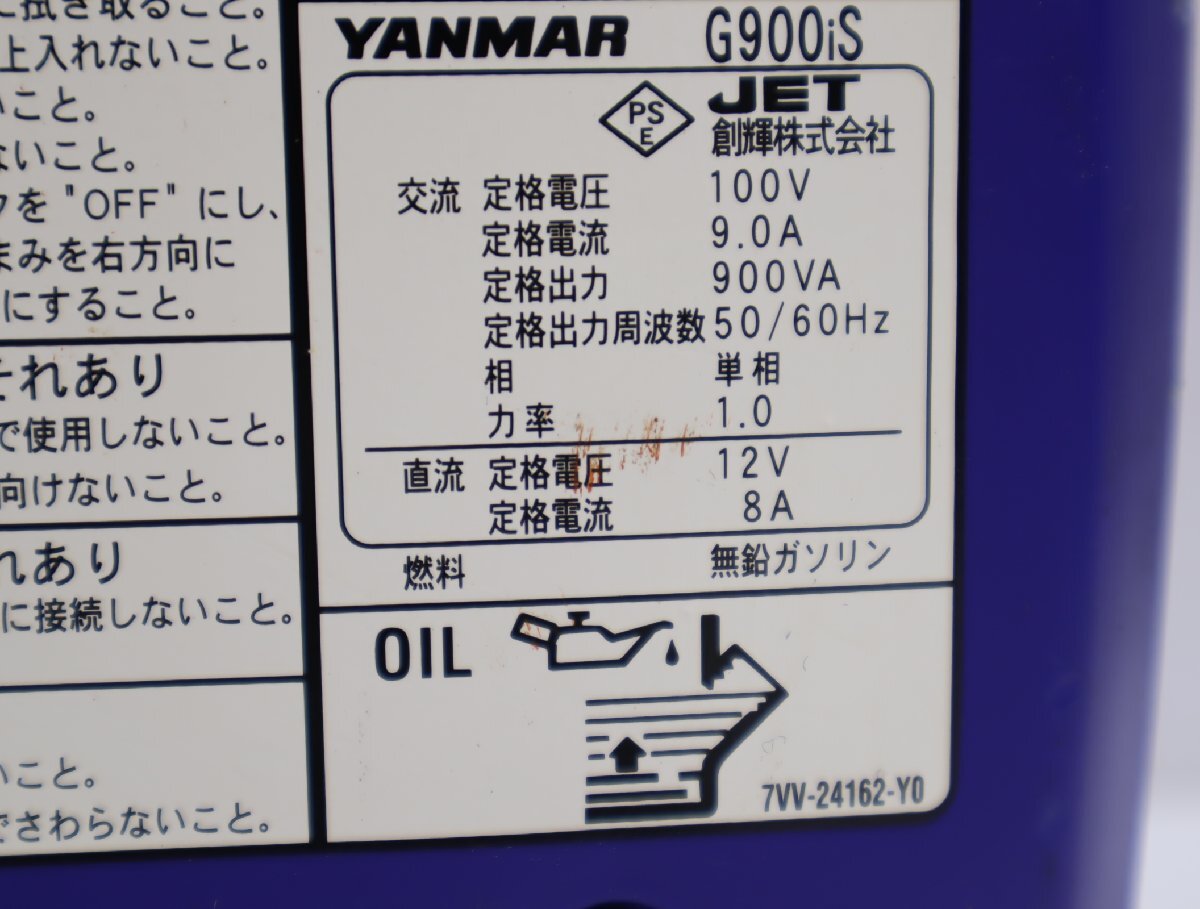 に拭き取ること。
上入れないこと。
いこと。
ないこと。
クを "OFF" にし、
まみを右方向に
にすること。
それあり
で使用しないこと。
向けないこと。
れあり
に接続しないこと。
いこと。
でさわらないこと。
YANMAR G900iS
PS
E
JET
創輝株式会社
交流 定格電圧 100V
定格電流 9.0A
定格出力 900VA
定格出力周波数 50/60Hz
相 単相
力率 1.0
直流 定格電圧 12V
定格電流 8A
燃料 無鉛ガソリン
OIL
7VV-24162-Y0